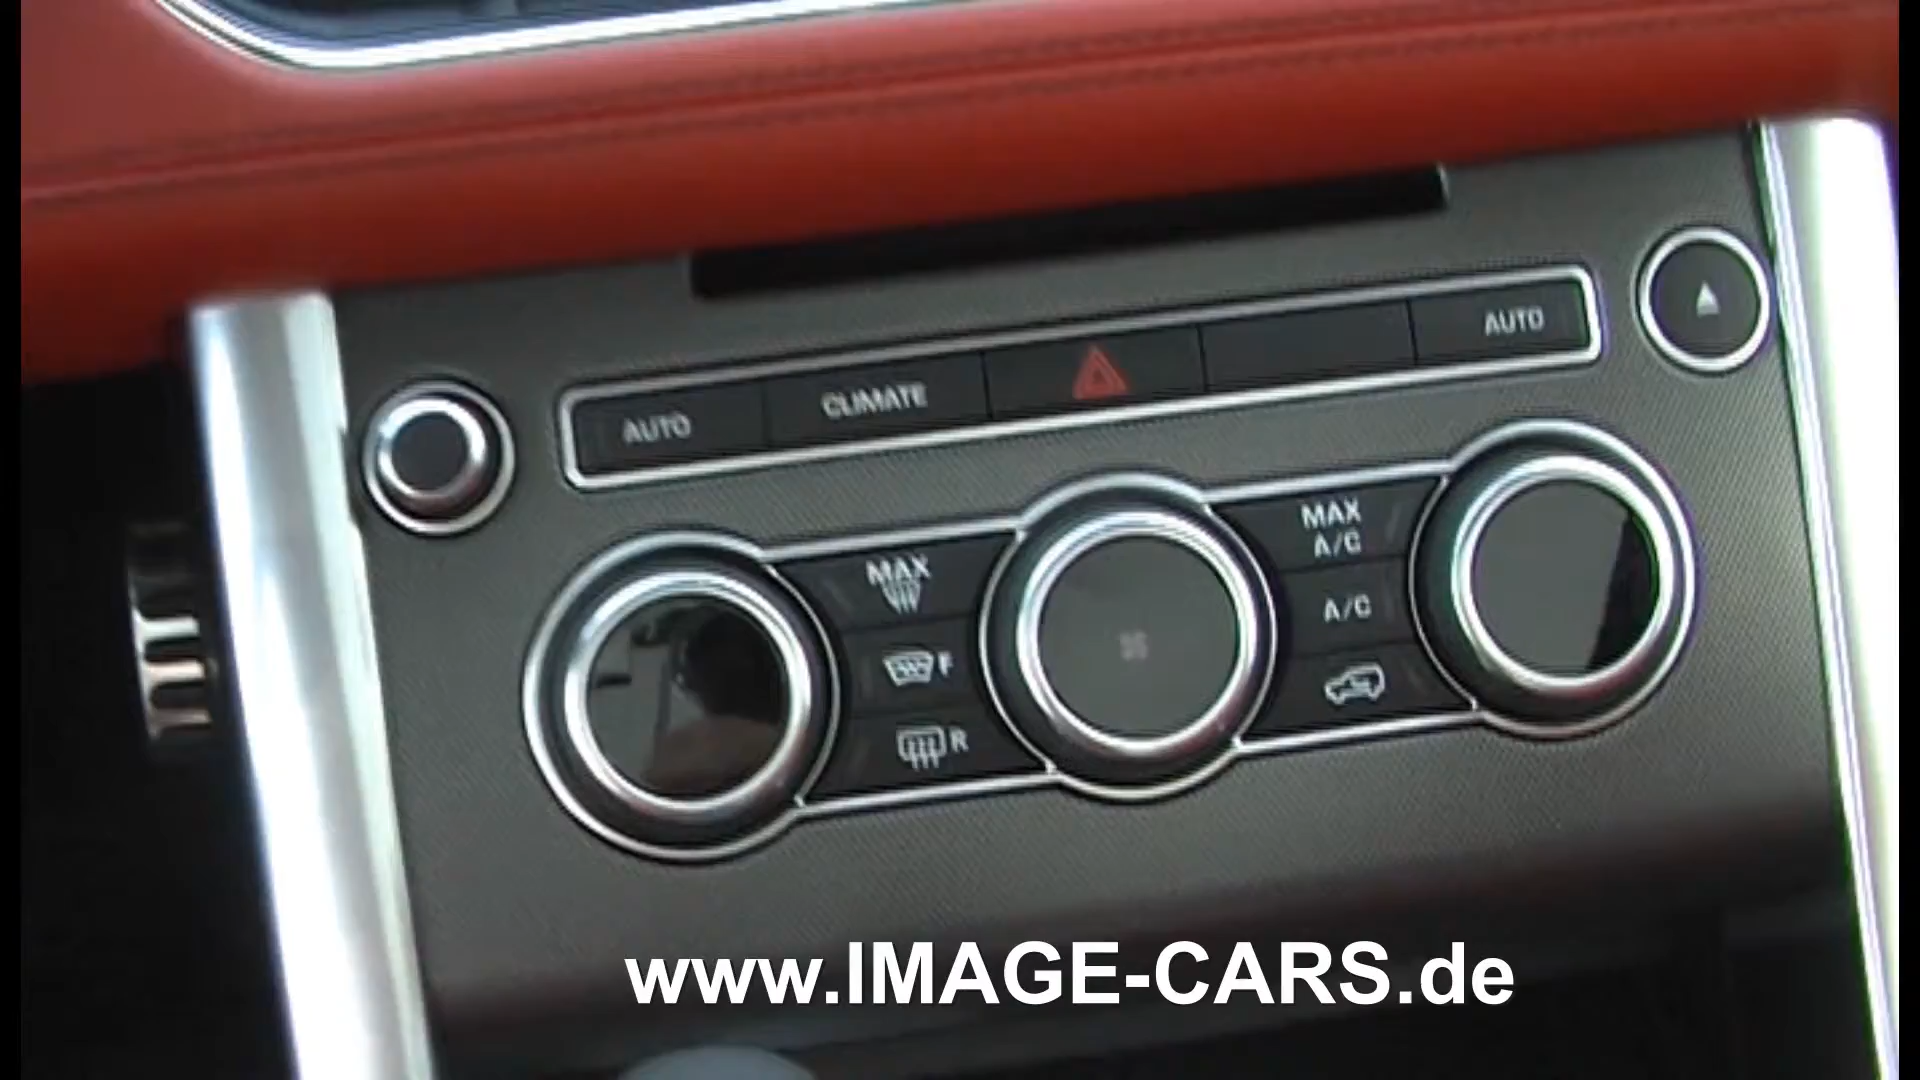 AUTO CLIMATE AUTO
MAX
F
R
MAX
A/C
A/C
www.IMAGE-CARS.de